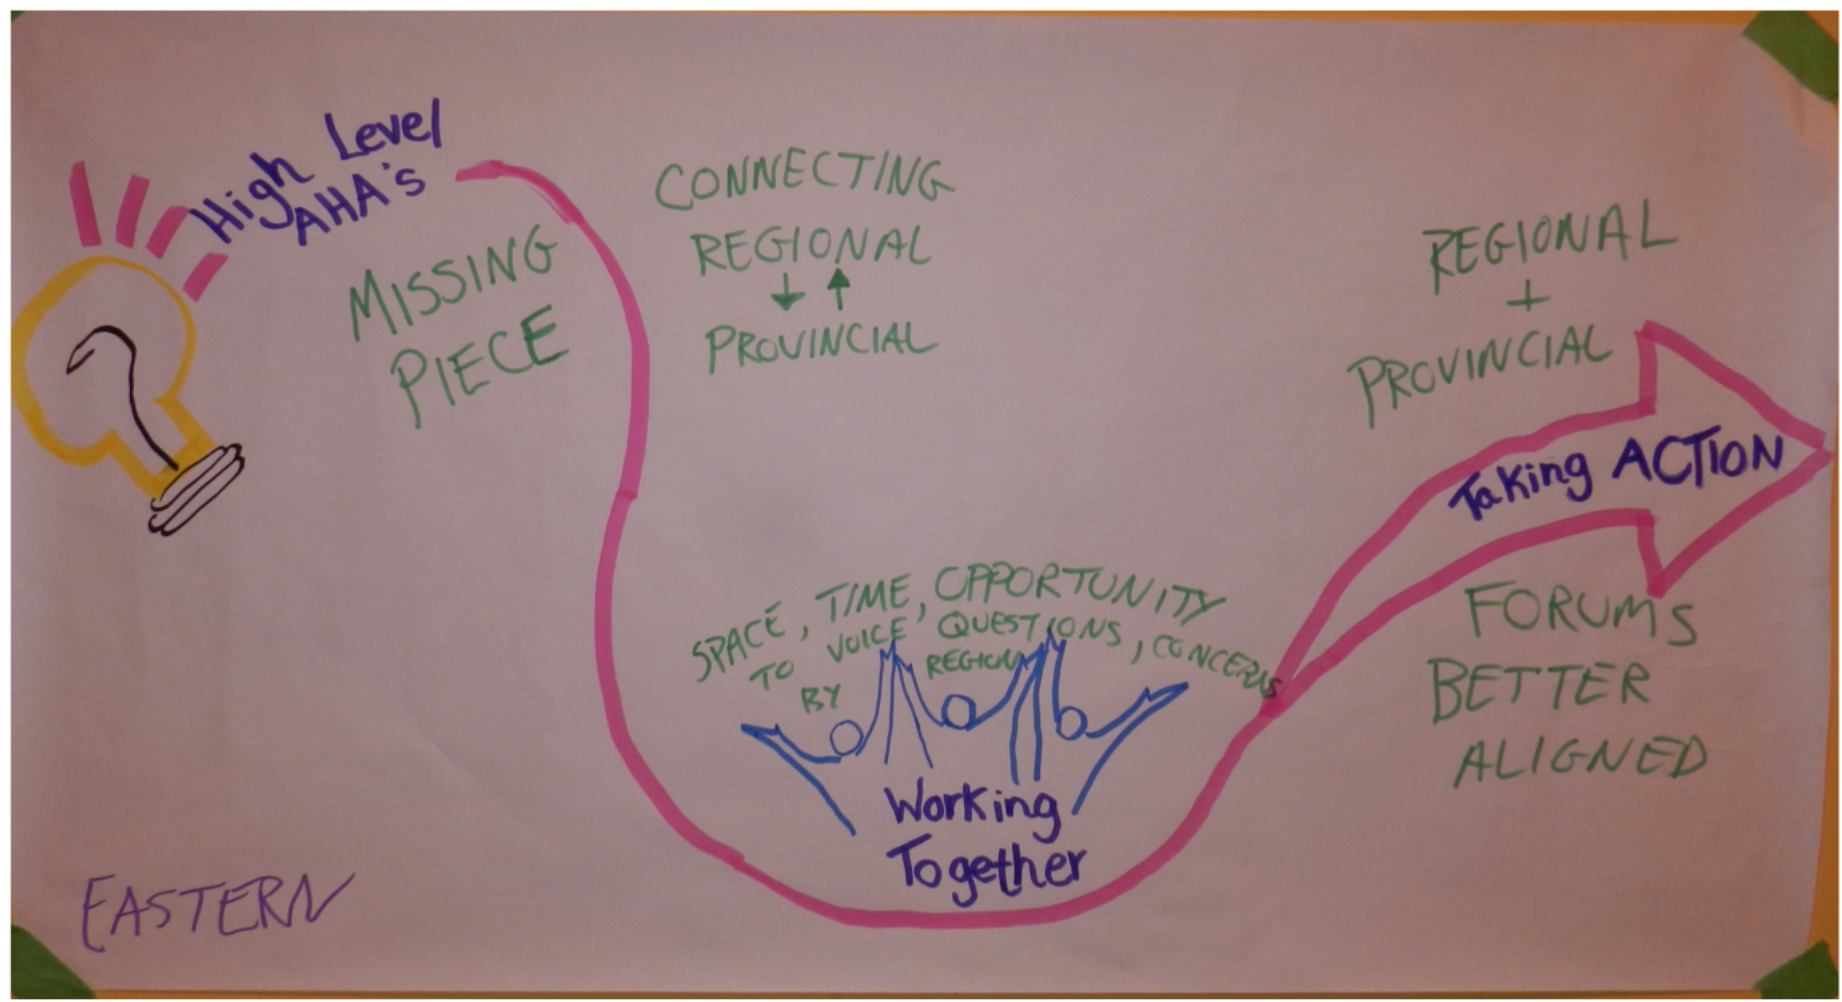 High Level
AHA's
MISSING
PIECE
CONNECTING
REGIONAL
PROVINCIAL
SPACE, TIME, OPPORTUNITY
TO VOICE QUESTIONS, CONCERNS
BY REGION
Working
Together
REGIONAL
+
PROVINCIAL
Taking ACTION
FORUMS
BETTER
ALIGNED
EASTERN